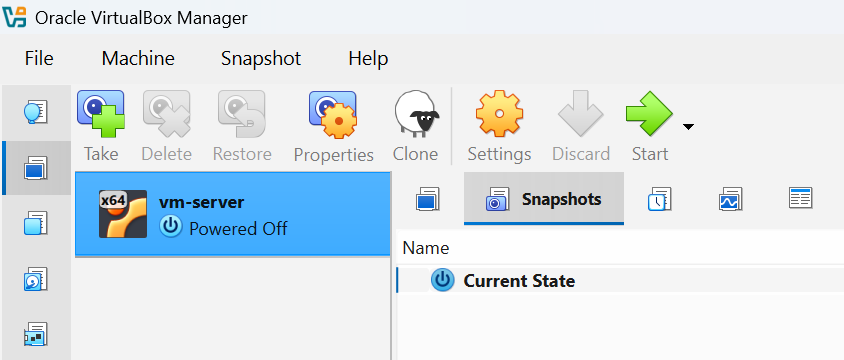 Oracle VirtualBox Manager
File Machine Snapshot Help
Take Delete Restore Properties Clone Settings Discard Start
x64 vm-server
Powered Off
Snapshots
Name
Current State